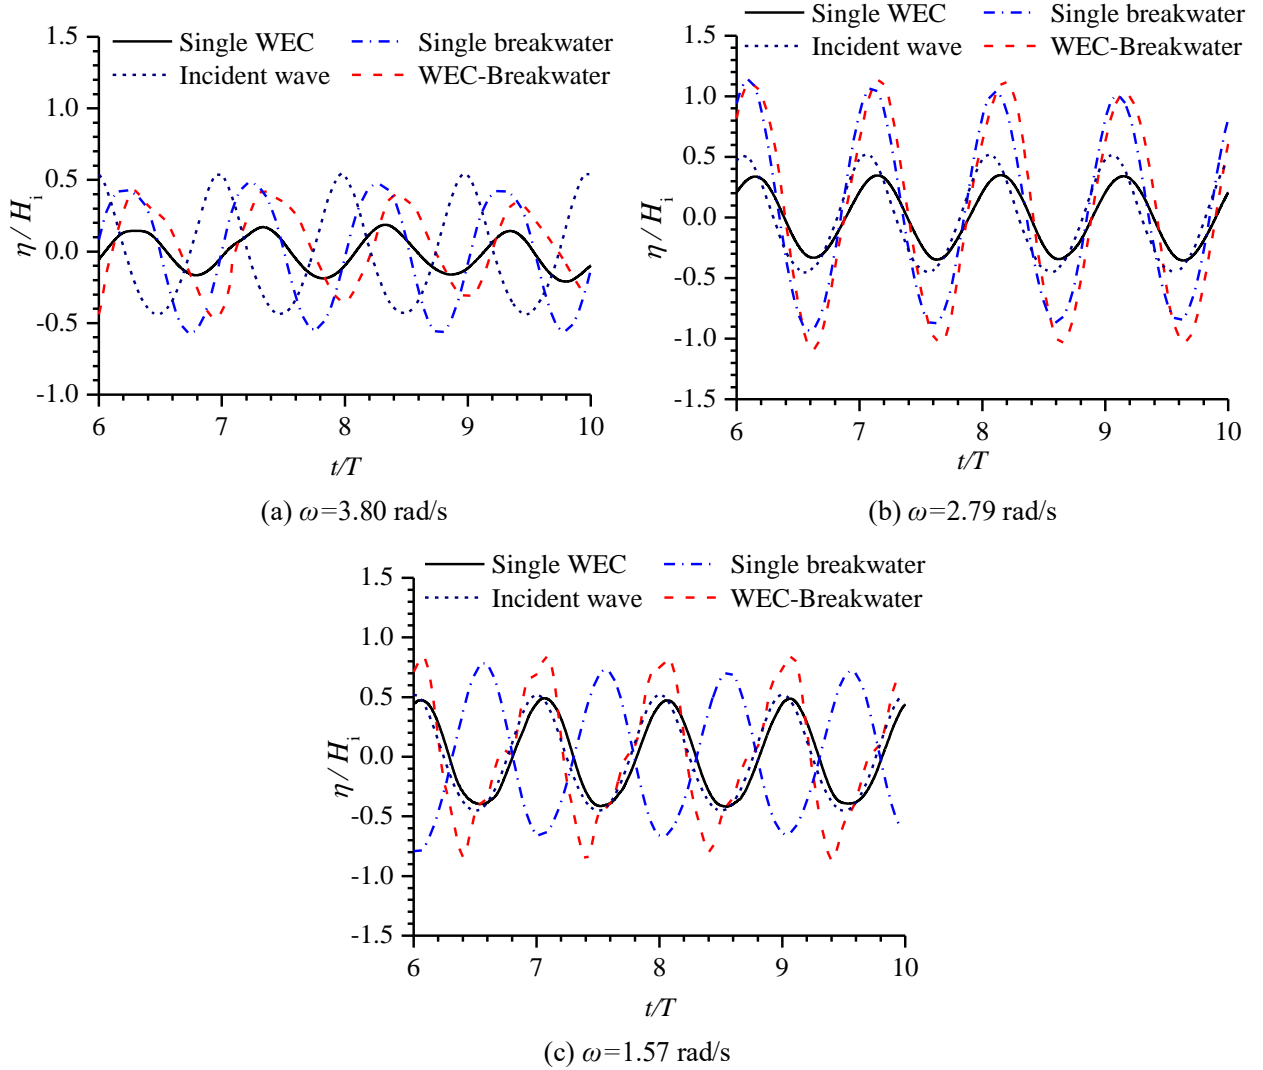 Single WEC Single breakwater
Incident wave WEC-Breakwater
1.5
1.0
0.5
0.0
-0.5
-1.0
η / Hi
6 7 8 9 10
t/T
(a) ω=3.80 rad/s
Single WEC Single breakwater
Incident wave WEC-Breakwater
1.5
1.0
0.5
0.0
-0.5
-1.0
-1.5
η / Hi
6 7 8 9 10
t/T
(b) ω=2.79 rad/s
Single WEC Single breakwater
Incident wave WEC-Breakwater
1.5
1.0
0.5
0.0
-0.5
-1.0
-1.5
η / Hi
6 7 8 9 10
t/T
(c) ω=1.57 rad/s